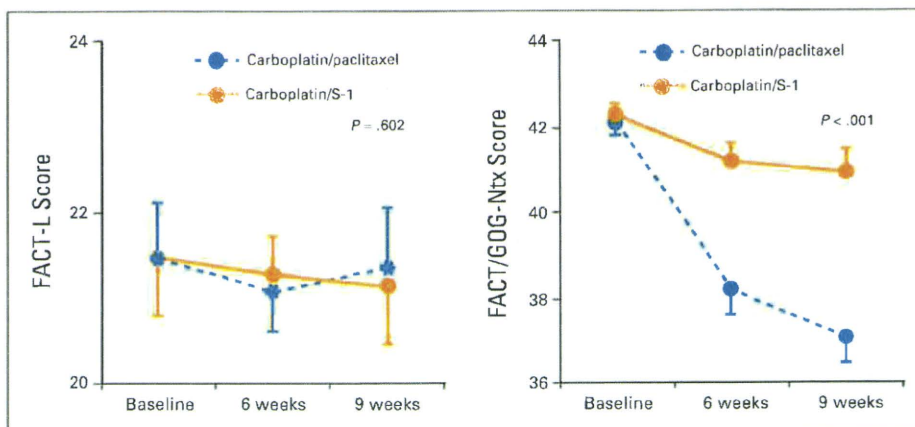 FACT-L Score
24
22
20
Carboplatin/paclitaxel
Carboplatin/S-1
P = .602
Baseline 6 weeks 9 weeks
FACT/GOG-Ntx Score
44
42
40
38
36
Carboplatin/paclitaxel
Carboplatin/S-1
P < .001
Baseline 6 weeks 9 weeks